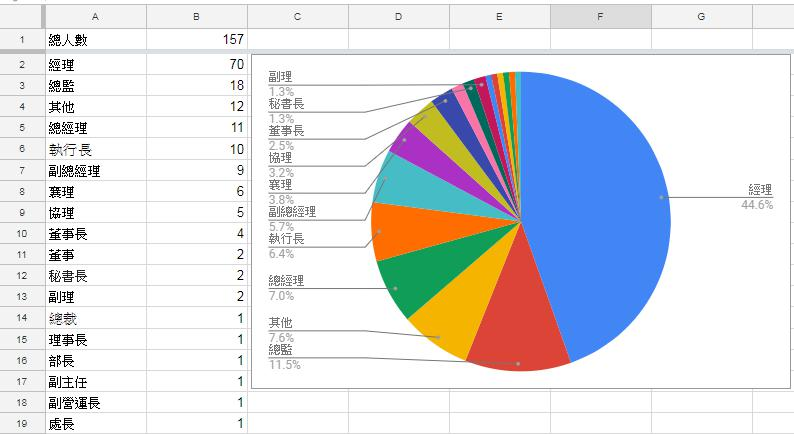 A B C D E F G
1 總人數 157
2 經理 70
3 總監 18
4 其他 12
5 總經理 11
6 執行長 10
7 副總經理 9
8 襄理 6
9 協理 5
10 董事長 4
11 董事 2
12 秘書長 2
13 副理 2
14 總裁 1
15 理事長 1
16 部長 1
17 副主任 1
18 副營運長 1
19 處長 1
副理
1.3%
秘書長
1.3%
董事長
2.5%
協理
3.2%
襄理
3.8%
副總經理
5.7%
執行長
6.4%
總經理
7.0%
其他
7.6%
總監
11.5%
經理
44.6%